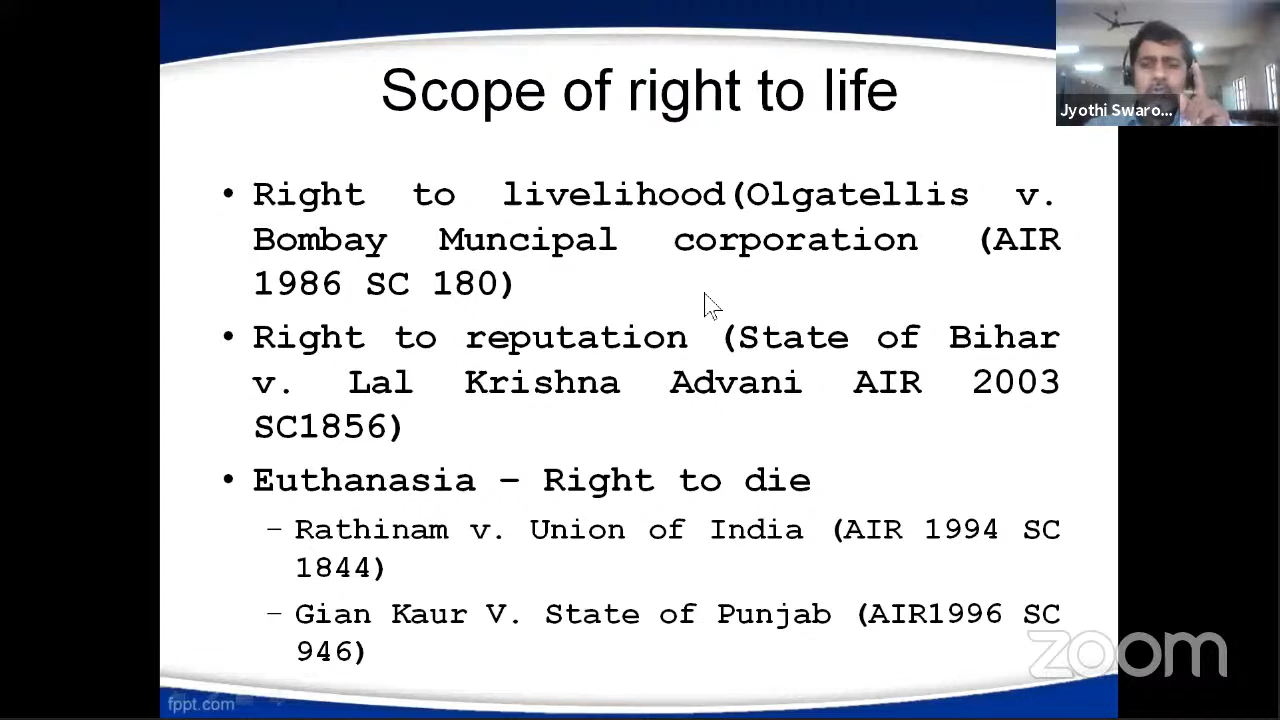 Scope of right to life
Jyothi Swaro...
• Right to livelihood(Olgatellis v.
Bombay Muncipal corporation (AIR
1986 SC 180)
• Right to reputation (State of Bihar
v. Lal Krishna Advani AIR 2003
SC1856)
• Euthanasia – Right to die
– Rathinam v. Union of India (AIR 1994 SC
1844)
– Gian Kaur V. State of Punjab (AIR1996 SC
946)
zoom
fppt.com